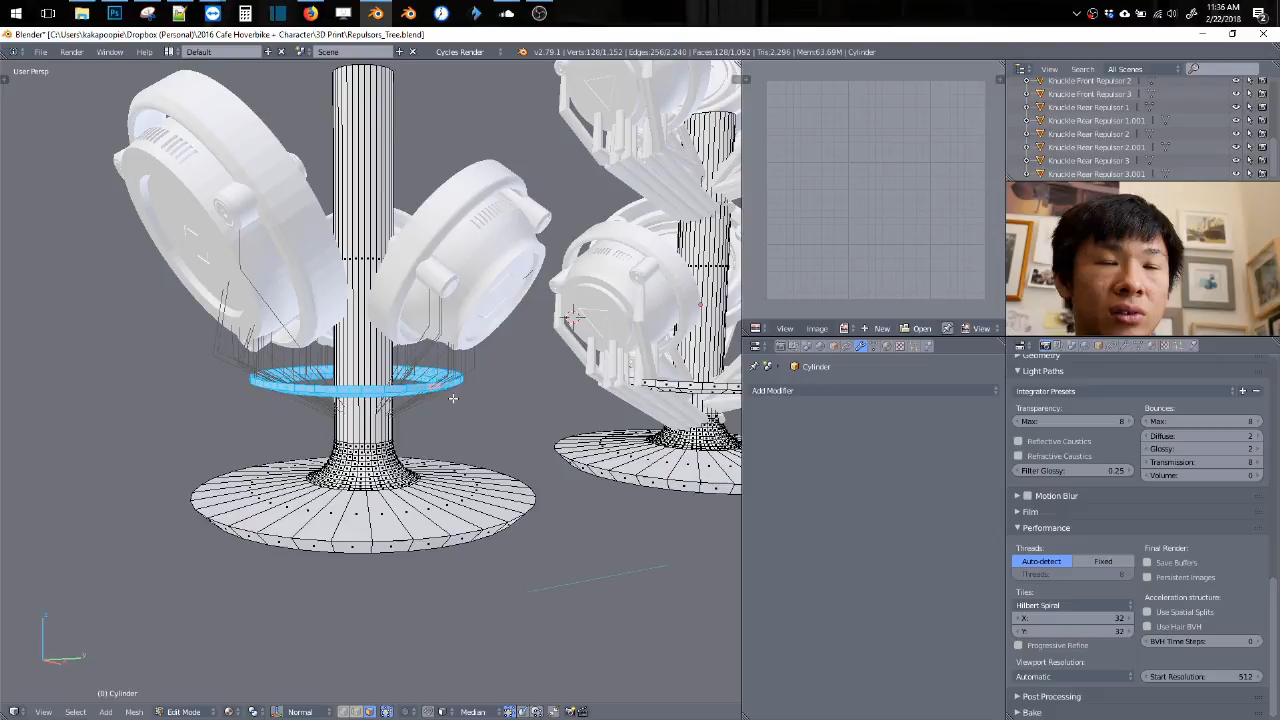 Blender* [C:\Users\kakapoopie\Dropbox (Personal)\2016 Cafe Hoverbike + Character\3D Print\Repulsors_Tree.blend]
11:36 AM
2/22/2018
File Render Window Help Default Scene Cycles Render v2.79.1 | Verts:128/1,152 | Edges:256/2,240 | Faces:128/1,092 | Tris:2,296 | Mem:63.69M | Cylinder
User Persp
View Search All Scenes
Knuckle Front Repulsor 2
Knuckle Front Repulsor 3
Knuckle Rear Repulsor 1
Knuckle Rear Repulsor 1.001
Knuckle Rear Repulsor 2
Knuckle Rear Repulsor 2.001
Knuckle Rear Repulsor 3
Knuckle Rear Repulsor 3.001
View Image New Open View
Cylinder
Add Modifier
Geometry
Light Paths
Integrator Presets
Transparency: Bounces:
Max: 8 Max: 8
Reflective Caustics Diffuse: 2
Refractive Caustics Glossy: 2
Filter Glossy: 0.25 Transmission: 8
Volume: 0
Motion Blur
Film
Performance
Threads: Final Render:
Auto-detect Fixed Save Buffers
Threads: 8 Persistent Images
Tiles: Acceleration structure:
Hilbert Spiral Use Spatial Splits
X: 32 Use Hair BVH
Y: 32 BVH Time Steps: 0
Progressive Refine
Viewport Resolution:
Automatic Start Resolution: 512
Post Processing
Bake
z
y
x
(0) Cylinder
View Select Add Mesh Edit Mode Normal Median